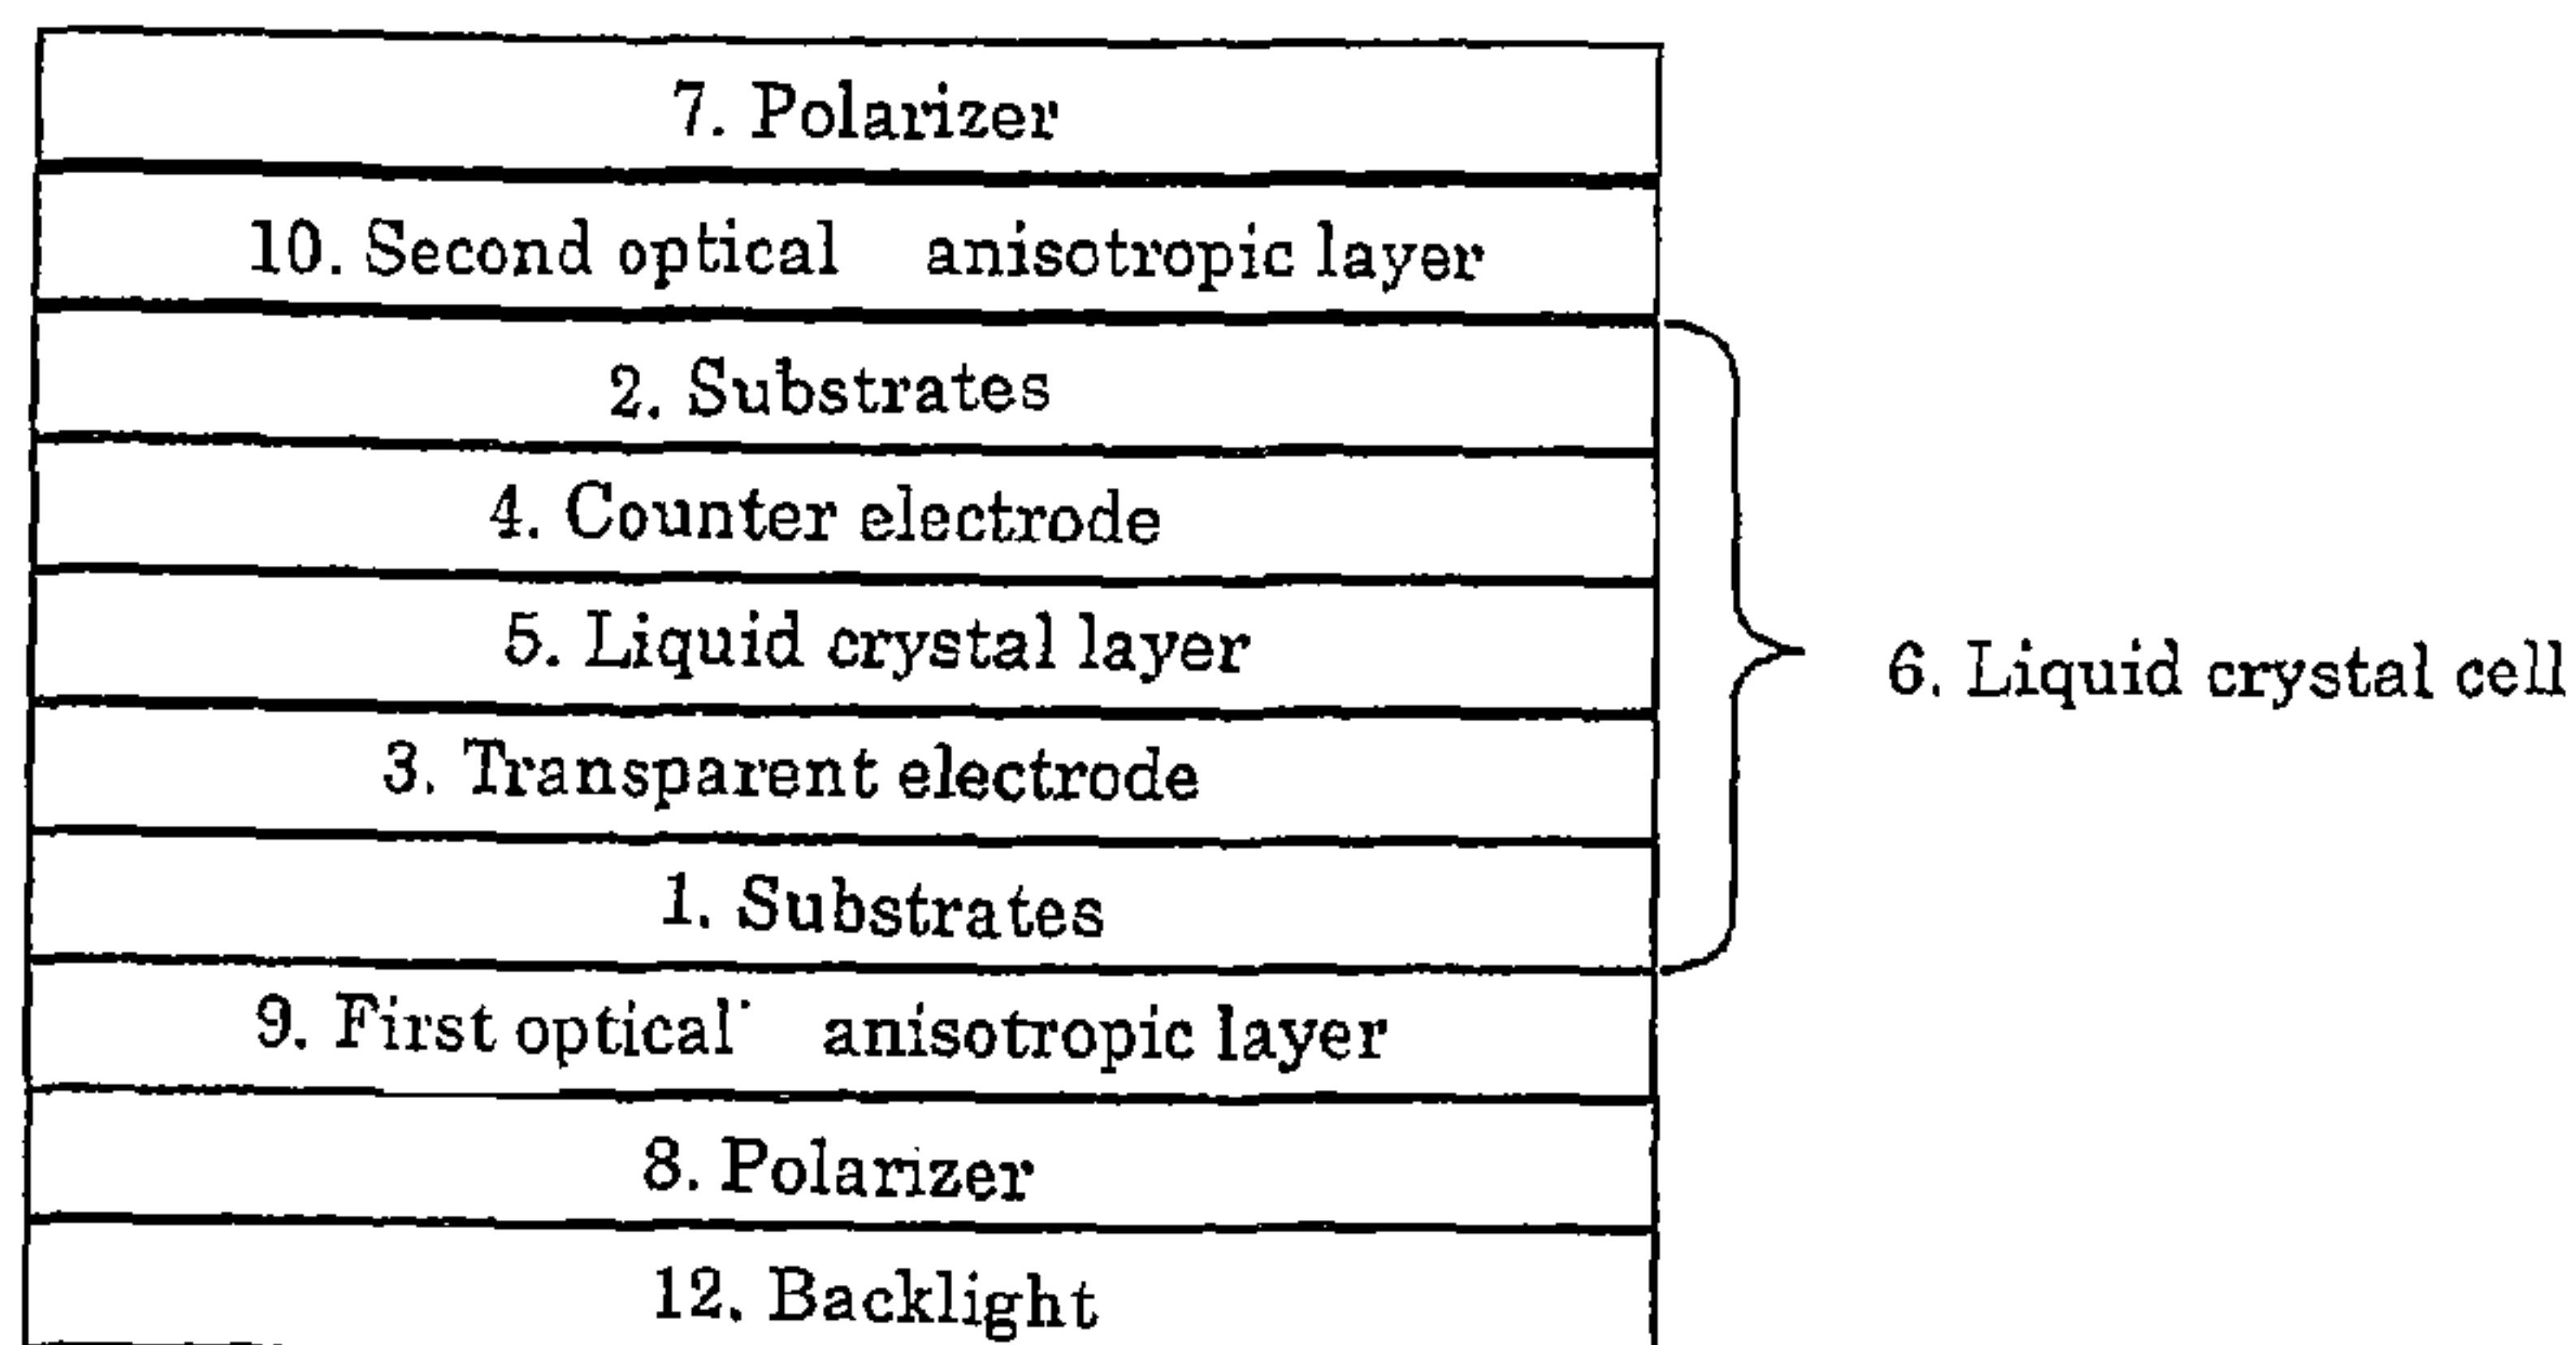 7. Polarizer
10. Second optical anisotropic layer
2. Substrates
4. Counter electrode
5. Liquid crystal layer
6. Liquid crystal cell
3. Transparent electrode
1. Substrates
9. First optical anisotropic layer
8. Polarizer
12. Backlight